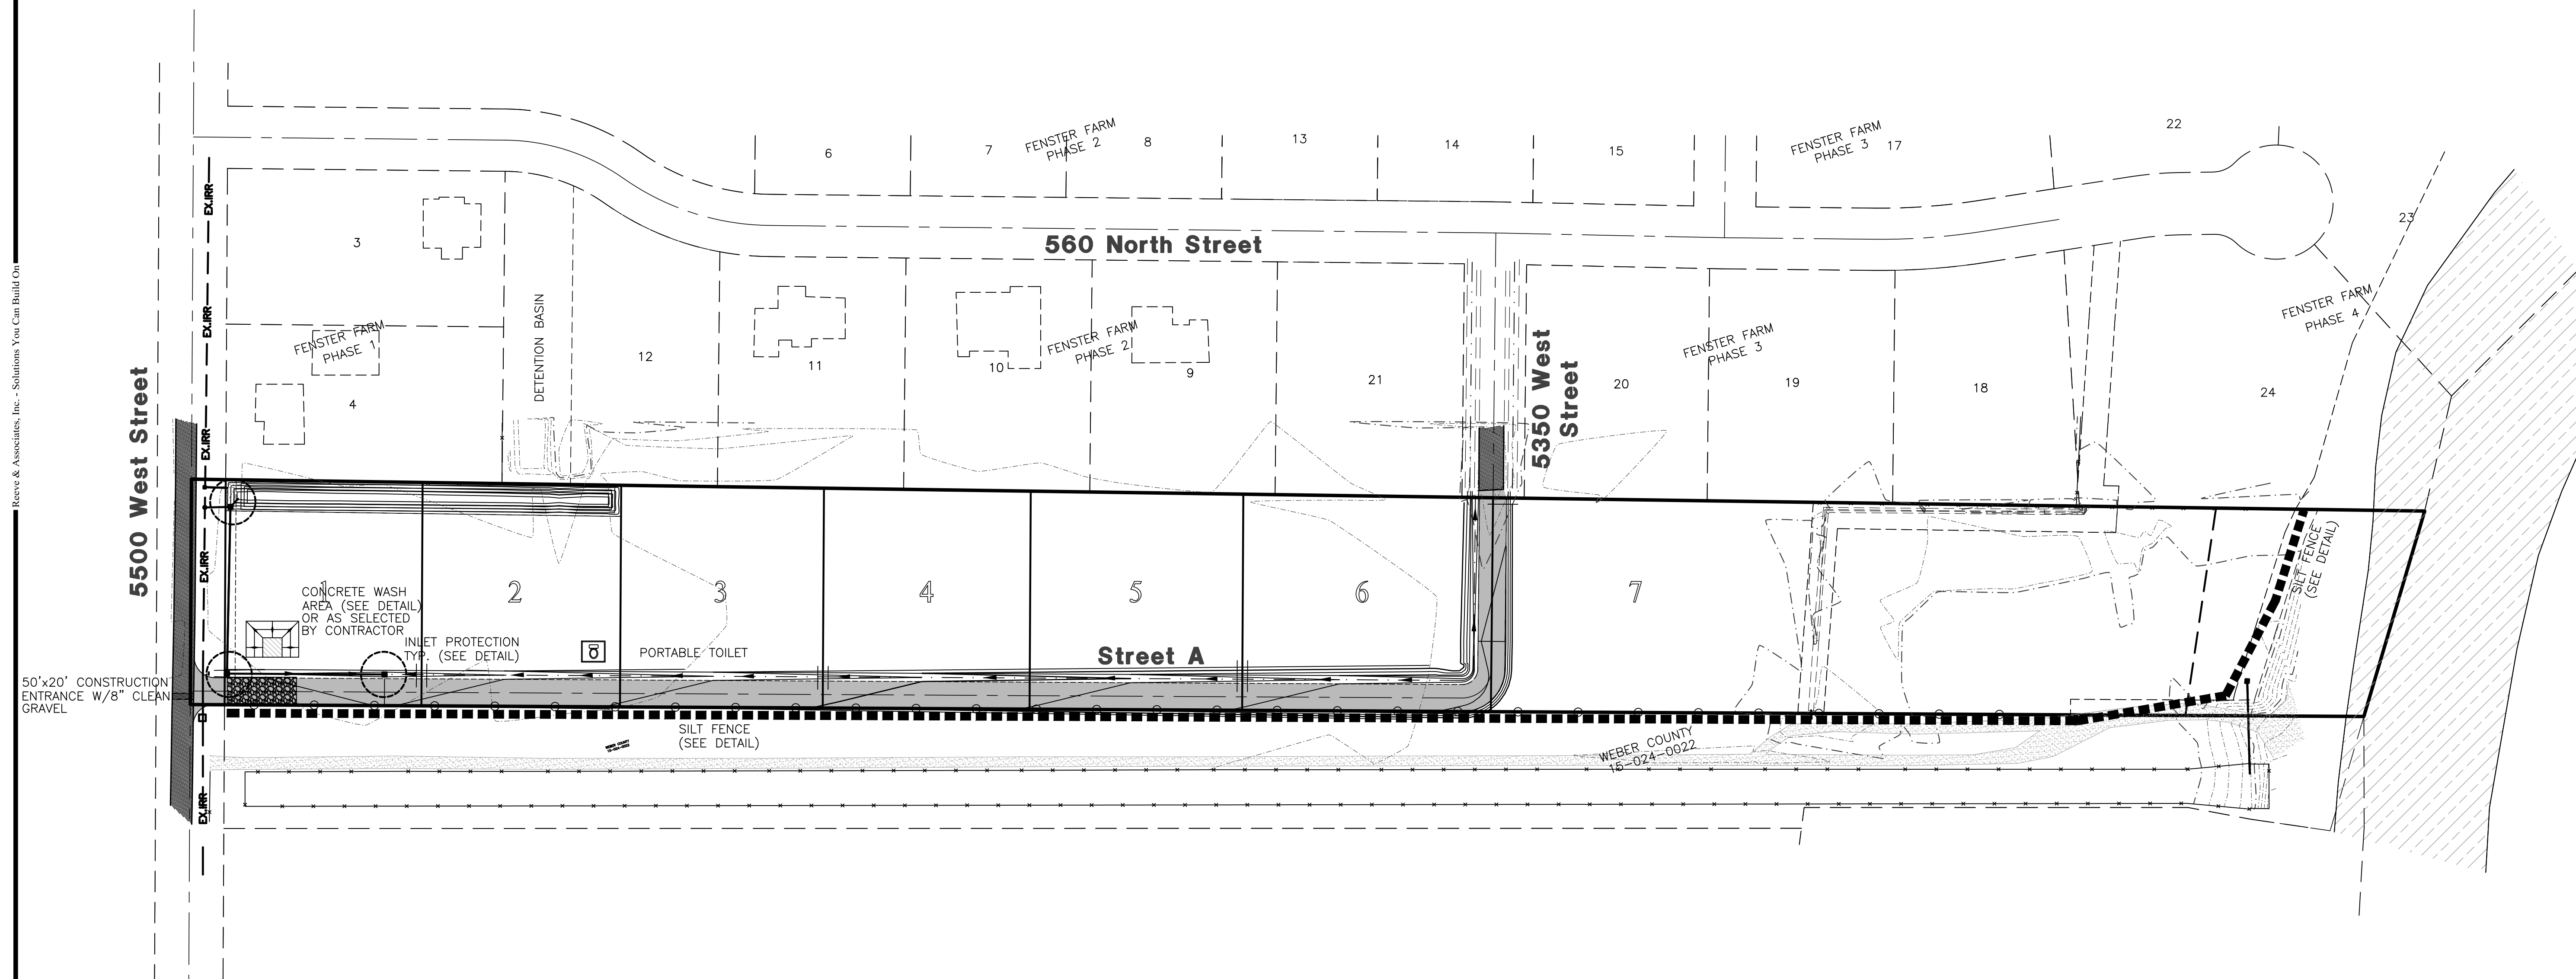 Reeve & Associates, Inc. - Solutions You Can Build On
22
6
7
FENSTER FARM
PHASE 2
8
13
14
15
FENSTER FARM
PHASE 3
17
EX.IRR
3
560 North Street
23
EX.IRR
DETENTION BASIN
FENSTER FARM
PHASE 1
12
11
10
FENSTER FARM
PHASE 2
9
21
5350 West
Street
20
FENSTER FARM
PHASE 3
19
18
FENSTER FARM
PHASE 4
24
4
5500 West Street
EX.IRR
EX.IRR
1
2
3
4
5
6
7
CONCRETE WASH
AREA (SEE DETAIL)
OR AS SELECTED
BY CONTRACTOR
INLET PROTECTION
TYP. (SEE DETAIL)
PORTABLE TOILET
Street A
SILT FENCE
(SEE DETAIL)
50'x20' CONSTRUCTION
ENTRANCE W/8" CLEAN
GRAVEL
SILT FENCE
(SEE DETAIL)
WEBER COUNTY
15-024-0022
WEBER COUNTY
15-024-0022
EX.IRR